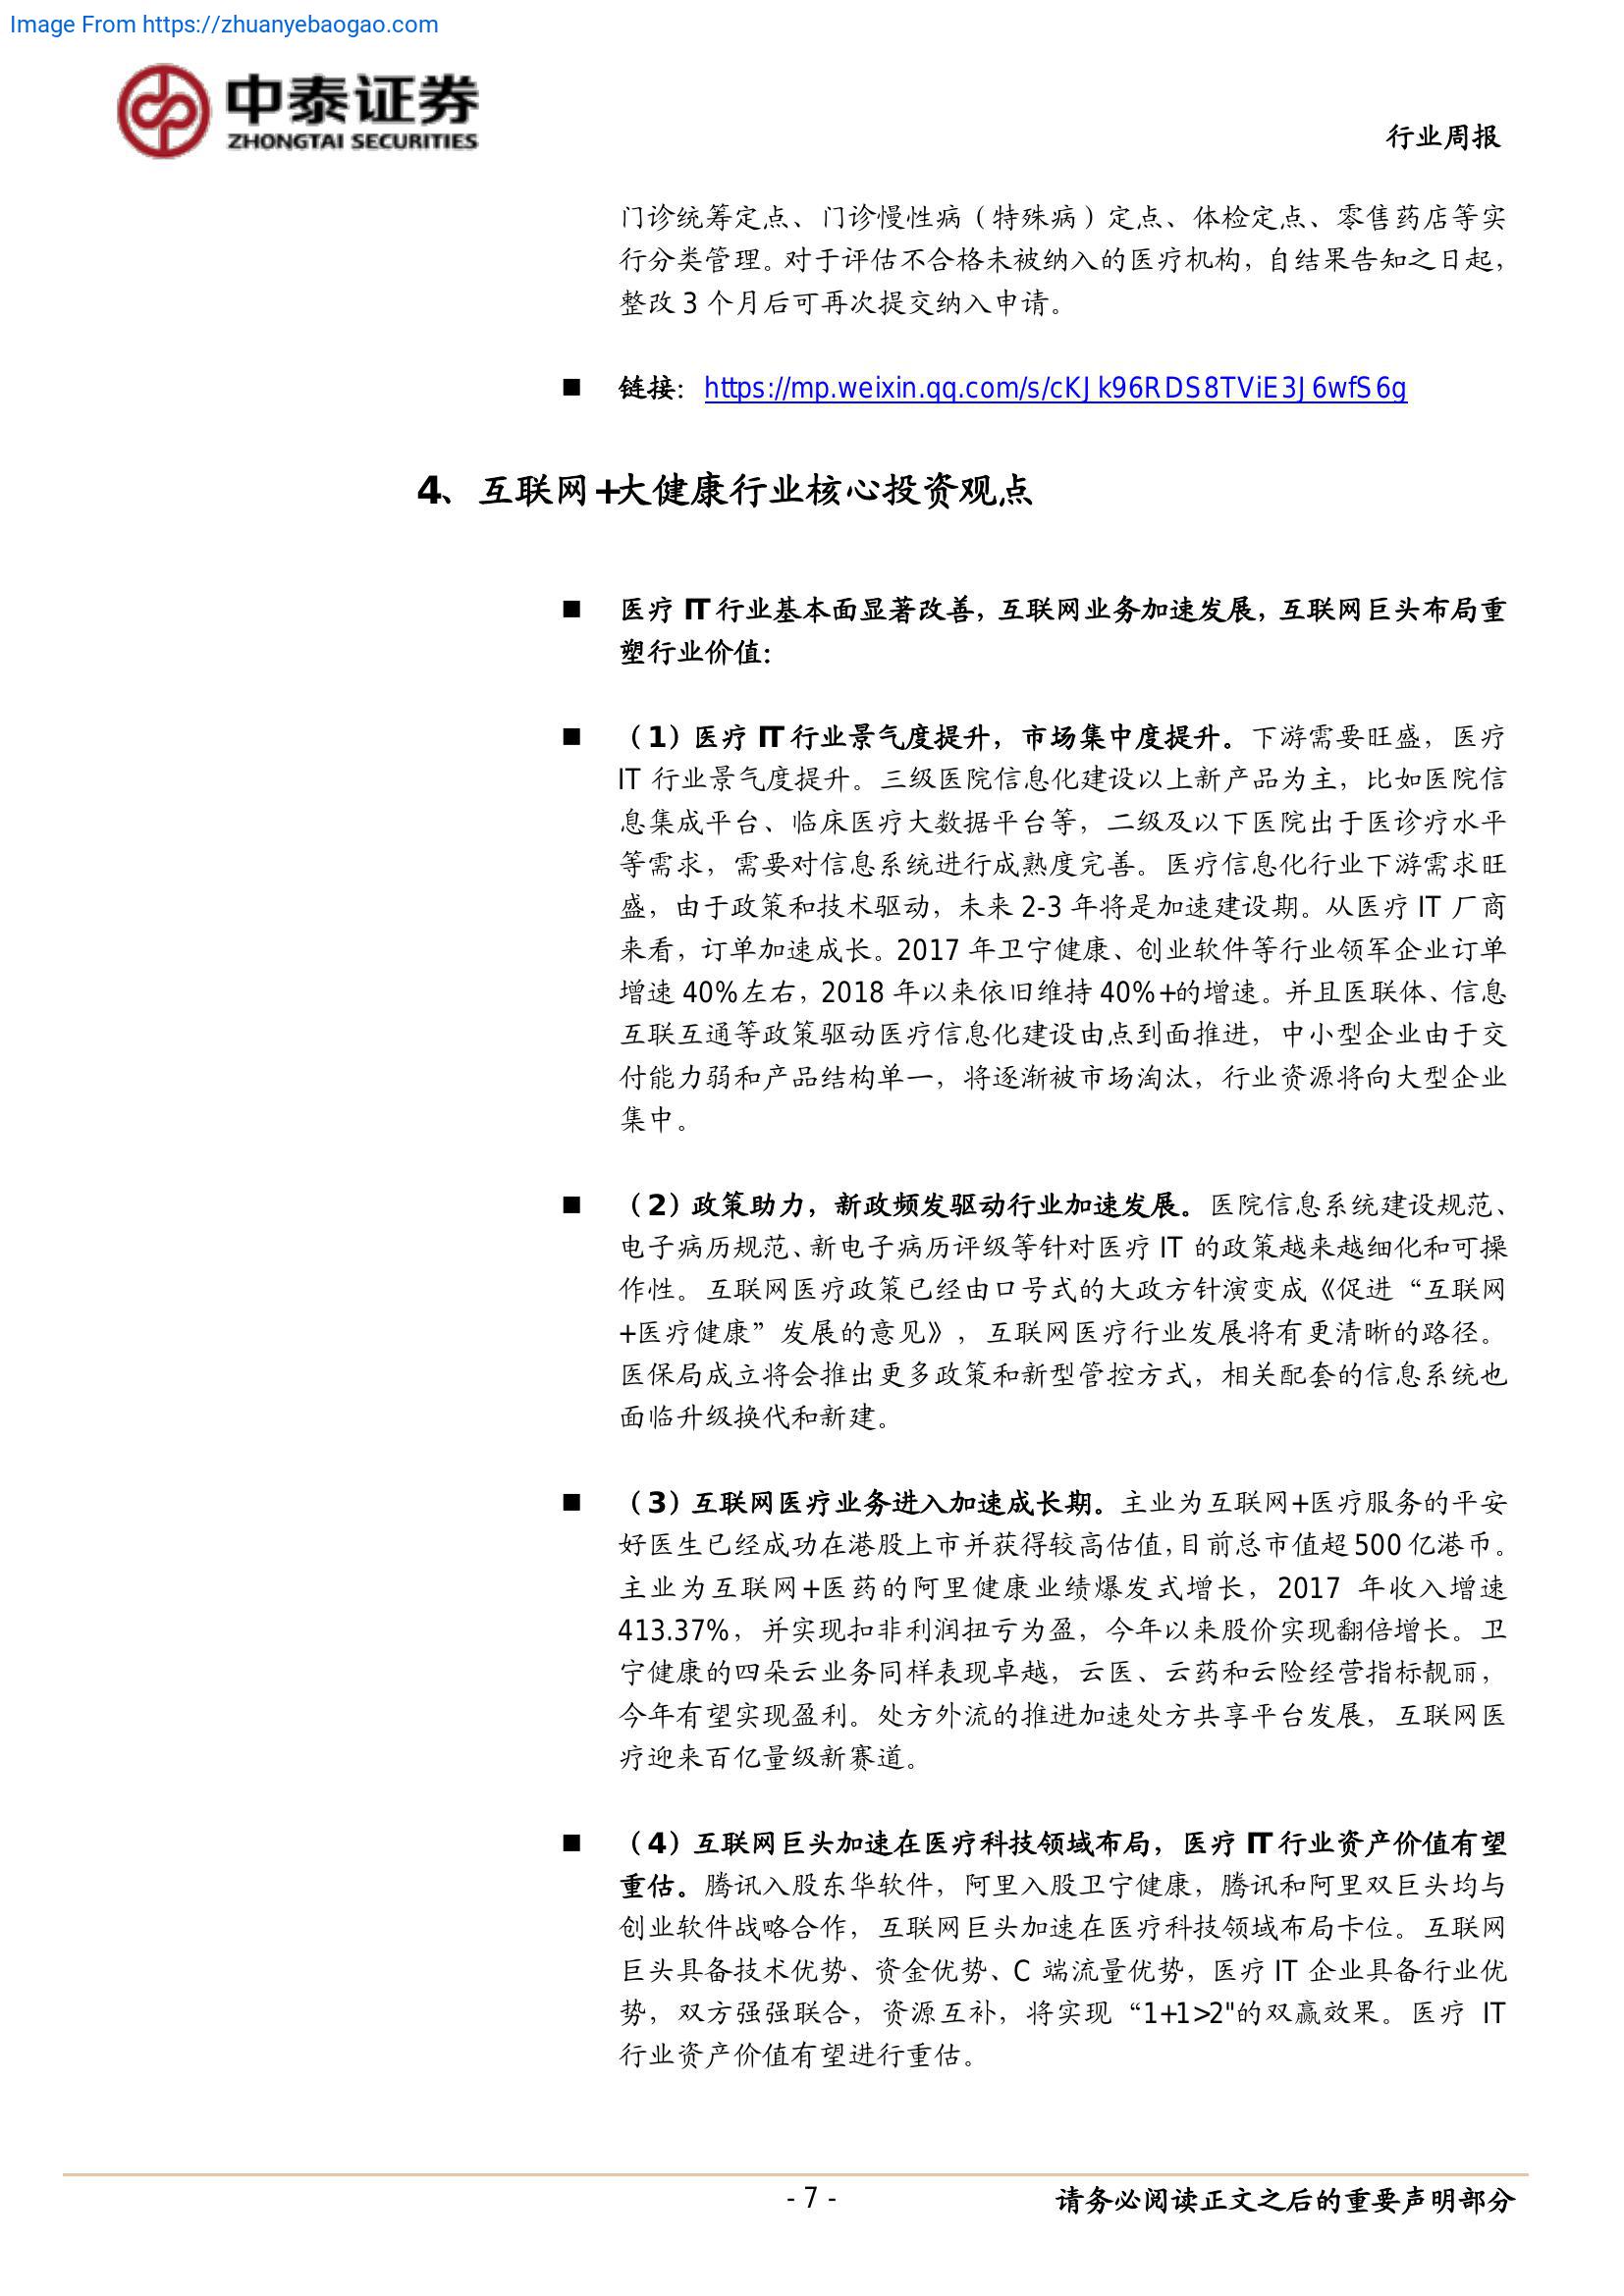 Image From https://zhuanyebaogao.com
中泰证券
ZHONGTAI SECURITIES
行业周报
门诊统筹定点、门诊慢性病（特殊病）定点、体检定点、零售药店等实
行分类管理。对于评估不合格未被纳入的医疗机构，自结果告知之日起，
整改 3 个月后可再次提交纳入申请。
■ 链接：https://mp.weixin.qq.com/s/cKJk96RDS8TViE3J6wfS6g
4、互联网+大健康行业核心投资观点
■ 医疗 IT 行业基本面显著改善，互联网业务加速发展，互联网巨头布局重
塑行业价值：
■ （1）医疗 IT 行业景气度提升，市场集中度提升。下游需要旺盛，医疗
IT 行业景气度提升。三级医院信息化建设以上新产品为主，比如医院信
息集成平台、临床医疗大数据平台等，二级及以下医院出于医诊疗水平
等需求，需要对信息系统进行成熟度完善。医疗信息化行业下游需求旺
盛，由于政策和技术驱动，未来 2-3 年将是加速建设期。从医疗 IT 厂商
来看，订单加速成长。2017 年卫宁健康、创业软件等行业领军企业订单
增速 40%左右，2018 年以来依旧维持 40%+的增速。并且医联体、信息
互联互通等政策驱动医疗信息化建设由点到面推进，中小型企业由于交
付能力弱和产品结构单一，将逐渐被市场淘汰，行业资源将向大型企业
集中。
■ （2）政策助力，新政频发驱动行业加速发展。医院信息系统建设规范、
电子病历规范、新电子病历评级等针对医疗 IT 的政策越来越细化和可操
作性。互联网医疗政策已经由口号式的大政方针演变成《促进“互联网
+医疗健康”发展的意见》，互联网医疗行业发展将有更清晰的路径。
医保局成立将会推出更多政策和新型管控方式，相关配套的信息系统也
面临升级换代和新建。
■ （3）互联网医疗业务进入加速成长期。主业为互联网+医疗服务的平安
好医生已经成功在港股上市并获得较高估值，目前总市值超 500 亿港币。
主业为互联网+医药的阿里健康业绩爆发式增长，2017 年收入增速
413.37%，并实现扣非利润扭亏为盈，今年以来股价实现翻倍增长。卫
宁健康的四朵云业务同样表现卓越，云医、云药和云险经营指标靓丽，
今年有望实现盈利。处方外流的推进加速处方共享平台发展，互联网医
疗迎来百亿量级新赛道。
■ （4）互联网巨头加速在医疗科技领域布局，医疗 IT 行业资产价值有望
重估。腾讯入股东华软件，阿里入股卫宁健康，腾讯和阿里双巨头均与
创业软件战略合作，互联网巨头加速在医疗科技领域布局卡位。互联网
巨头具备技术优势、资金优势、C 端流量优势，医疗 IT 企业具备行业优
势，双方强强联合，资源互补，将实现“1+1>2"的双赢效果。医疗 IT
行业资产价值有望进行重估。
- 7 -
请务必阅读正文之后的重要声明部分